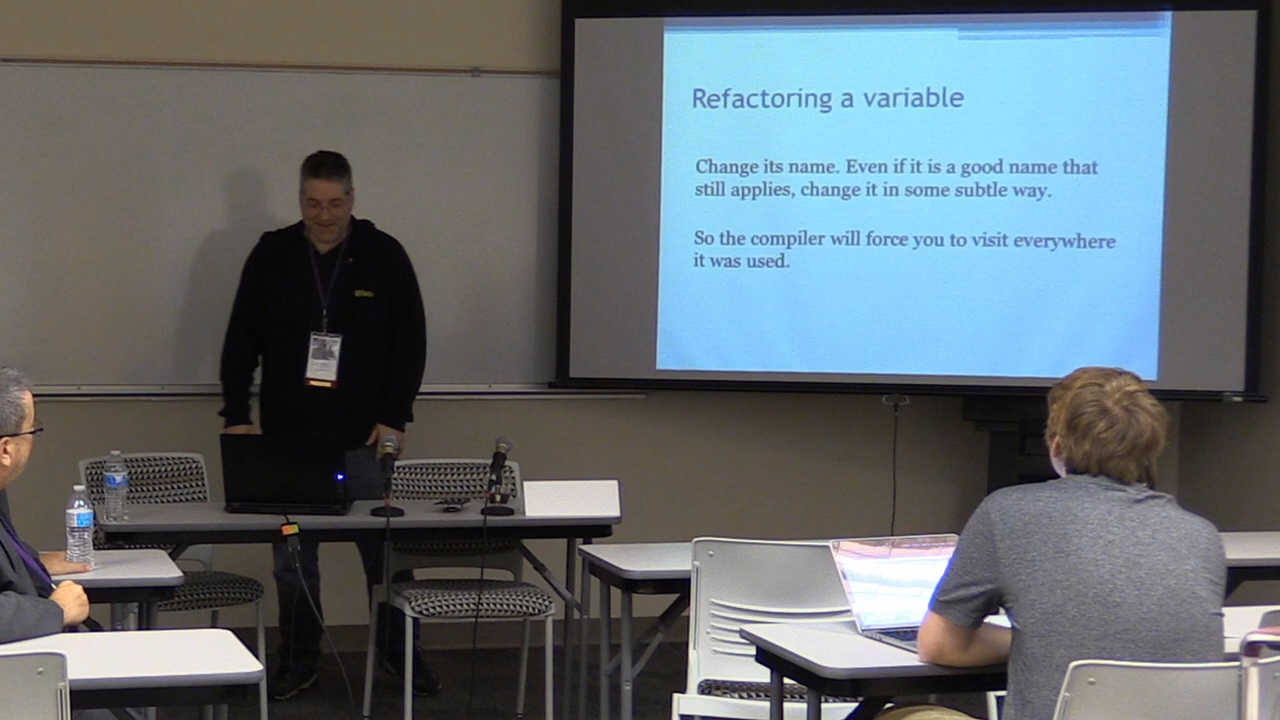 Refactoring a variable
Change its name. Even if it is a good name that
still applies, change it in some subtle way.
So the compiler will force you to visit everywhere
it was used.